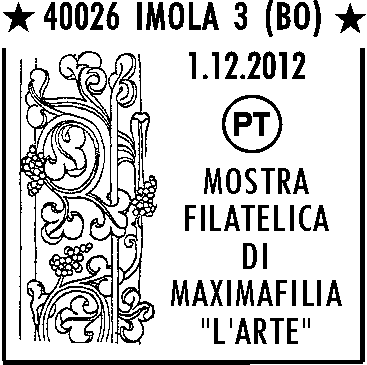 ★ 40026 IMOLA 3 (BO) ★
1.12.2012
PT
MOSTRA
FILATELICA
DI
MAXIMAFILIA
"L'ARTE"